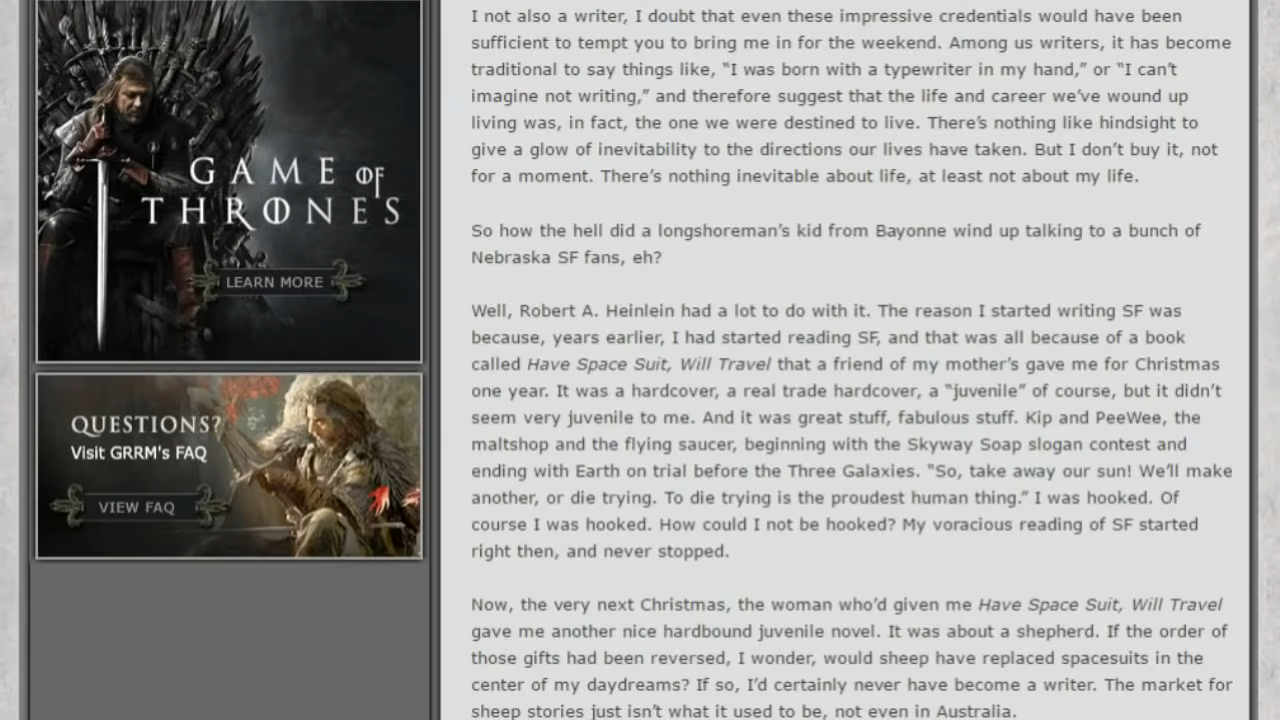 GAME OF
THRONES
LEARN MORE
QUESTIONS?
Visit GRRM's FAQ
VIEW FAQ
I not also a writer, I doubt that even these impressive credentials would have been
sufficient to tempt you to bring me in for the weekend. Among us writers, it has become
traditional to say things like, “I was born with a typewriter in my hand,” or “I can’t
imagine not writing,” and therefore suggest that the life and career we’ve wound up
living was, in fact, the one we were destined to live. There’s nothing like hindsight to
give a glow of inevitability to the directions our lives have taken. But I don’t buy it, not
for a moment. There’s nothing inevitable about life, at least not about my life.
So how the hell did a longshoreman’s kid from Bayonne wind up talking to a bunch of
Nebraska SF fans, eh?
Well, Robert A. Heinlein had a lot to do with it. The reason I started writing SF was
because, years earlier, I had started reading SF, and that was all because of a book
called Have Space Suit, Will Travel that a friend of my mother’s gave me for Christmas
one year. It was a hardcover, a real trade hardcover, a “juvenile” of course, but it didn’t
seem very juvenile to me. And it was great stuff, fabulous stuff. Kip and PeeWee, the
maltshop and the flying saucer, beginning with the Skyway Soap slogan contest and
ending with Earth on trial before the Three Galaxies. “So, take away our sun! We’ll make
another, or die trying. To die trying is the proudest human thing.” I was hooked. Of
course I was hooked. How could I not be hooked? My voracious reading of SF started
right then, and never stopped.
Now, the very next Christmas, the woman who’d given me Have Space Suit, Will Travel
gave me another nice hardbound juvenile novel. It was about a shepherd. If the order of
those gifts had been reversed, I wonder, would sheep have replaced spacesuits in the
center of my daydreams? If so, I’d certainly never have become a writer. The market for
sheep stories just isn’t what it used to be, not even in Australia.